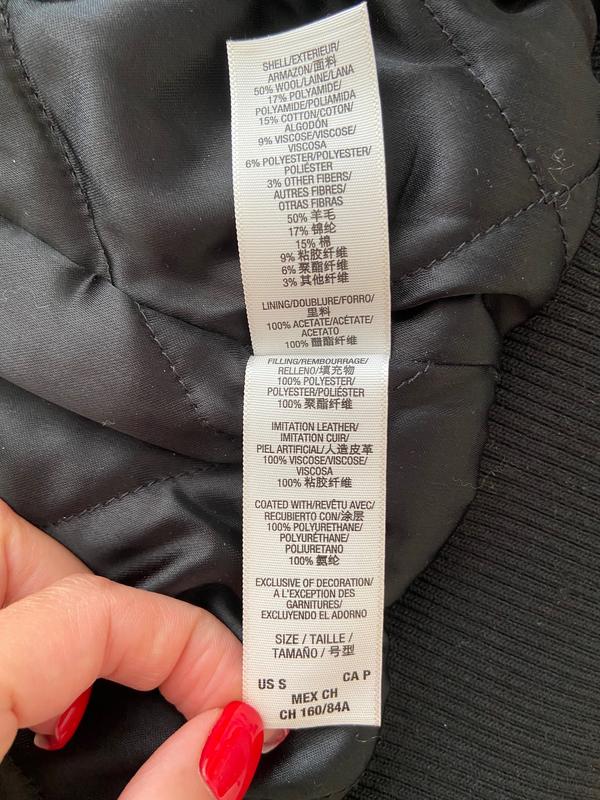 SHELL/EXTERIEUR/
ARMAZON/面料
50% WOOL/LAINE/LANA
17% POLYAMIDE/
POLYAMIDE/POLIAMIDA
15% COTTON/COTON/
ALGODÓN
9% VISCOSE/VISCOSE/
VISCOSA
6% POLYESTER/POLYESTER/
POLIÉSTER
3% OTHER FIBERS/
AUTRES FIBRES/
OTRAS FIBRAS
50% 羊毛
17% 锦纶
15% 棉
9% 粘胶纤维
6% 聚酯纤维
3% 其他纤维
LINING/DOUBLURE/FORRO/
里料
100% ACETATE/ACÉTATE/
ACETATO
100% 醋酯纤维
FILLING/REMBOURRAGE/
RELLENO/填充物
100% POLYESTER/
POLYESTER/POLIÉSTER
100% 聚酯纤维
IMITATION LEATHER/
IMITATION CUIR/
PIEL ARTIFICIAL/人造皮革
100% VISCOSE/VISCOSE/
VISCOSA
100% 粘胶纤维
COATED WITH/REVÊTU AVEC/
RECUBIERTO CON/涂层
100% POLYURETHANE/
POLYURÉTHANE/
POLIURETANO
100% 氨纶
EXCLUSIVE OF DECORATION/
A L'EXCEPTION DES
GARNITURES/
EXCLUYENDO EL ADORNO
SIZE / TAILLE /
TAMAÑO / 号型
US S CA P
MEX CH
CH 160/84A